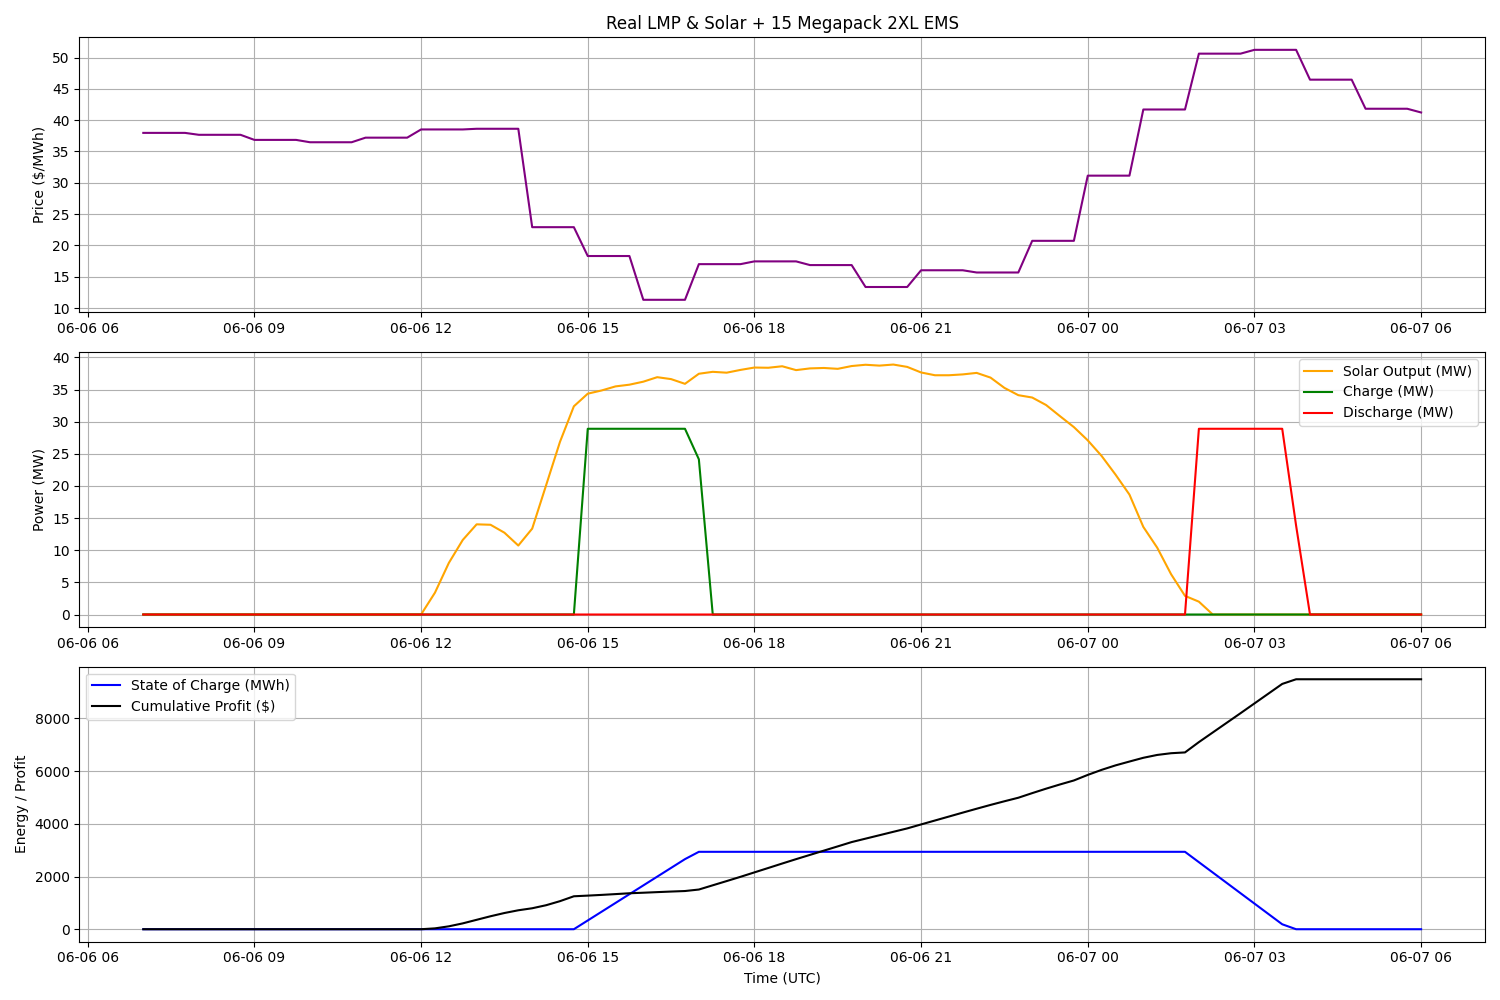 Real LMP & Solar + 15 Megapack 2XL EMS
Price ($/MWh)
50
45
40
35
30
25
20
15
10
06-06 06 06-06 09 06-06 12 06-06 15 06-06 18 06-06 21 06-07 00 06-07 03 06-07 06
Power (MW)
40
35
30
25
20
15
10
5
0
Solar Output (MW)
Charge (MW)
Discharge (MW)
06-06 06 06-06 09 06-06 12 06-06 15 06-06 18 06-06 21 06-07 00 06-07 03 06-07 06
Energy / Profit
8000
6000
4000
2000
0
State of Charge (MWh)
Cumulative Profit ($)
06-06 06 06-06 09 06-06 12 06-06 15 06-06 18 06-06 21 06-07 00 06-07 03 06-07 06
Time (UTC)